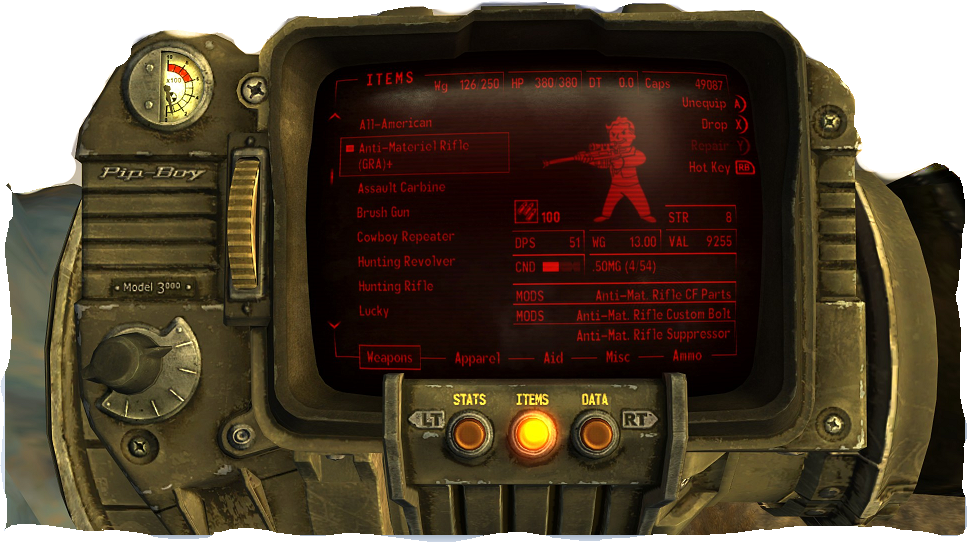 ITEMS
Wg 126/250 HP 380/380 DT 0.0 Caps 49087
Unequip A)
Drop X)
Repair Y)
Hot Key RB
All-American
Anti-Materiel Rifle
(GRA)+
Assault Carbine
Brush Gun
Cowboy Repeater
Hunting Revolver
Hunting Rifle
Lucky
100
STR 8
DPS 51 WG 13.00 VAL 9255
CND .50MG (4/54)
MODS Anti-Mat. Rifle CF Parts
MODS Anti-Mat. Rifle Custom Bolt
Anti-Mat. Rifle Suppressor
Weapons Apparel Aid Misc Ammo
x100
Pip-Boy
Model 3000
STATS ITEMS DATA
LT RT